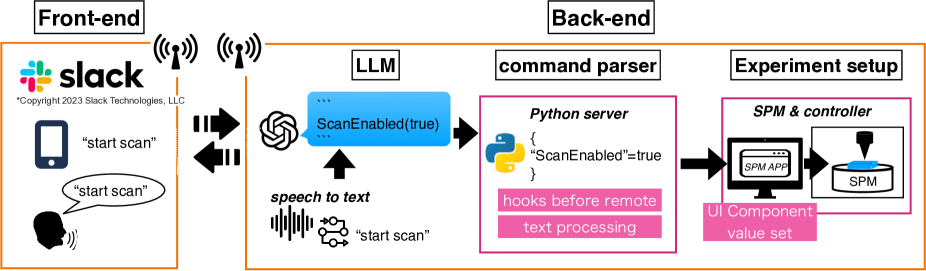 Front-end
slack
*Copyright 2023 Slack Technologies, LLC
“start scan”
“start scan”
Back-end
LLM
```
ScanEnabled(true)
```
speech to text
“start scan”
command parser
Python server
{
“ScanEnabled”=true
}
hooks before remote
text processing
Experiment setup
SPM & controller
SPM APP
SPM
UI Component
value set